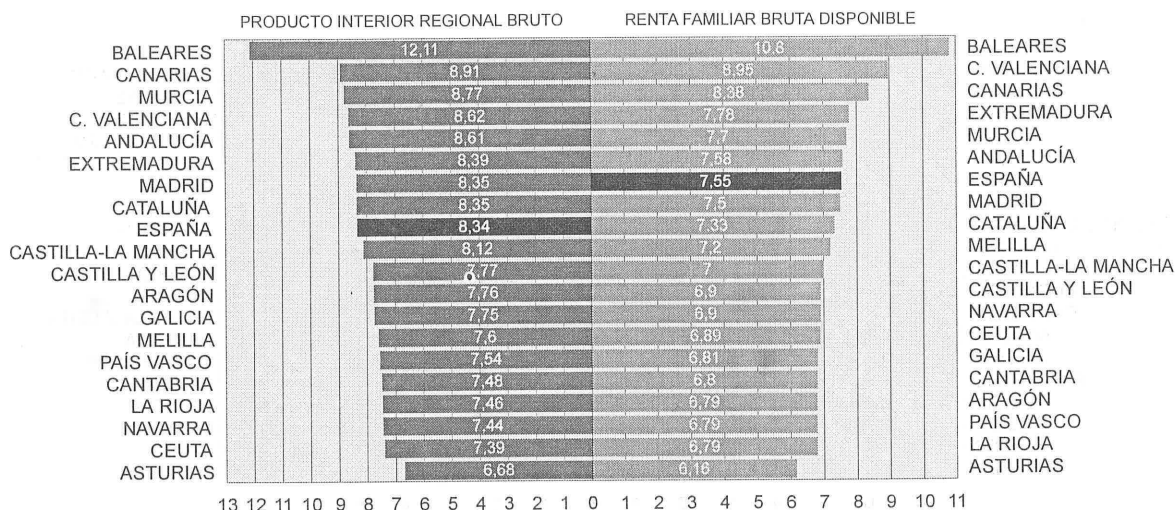 PRODUCTO INTERIOR REGIONAL BRUTO RENTA FAMILIAR BRUTA DISPONIBLE
BALEARES 12,11 10,8 BALEARES
CANARIAS 8,91 8,95 C. VALENCIANA
MURCIA 8,77 8,38 CANARIAS
C. VALENCIANA 8,62 7,78 EXTREMADURA
ANDALUCÍA 8,61 7,7 MURCIA
EXTREMADURA 8,39 7,58 ANDALUCÍA
MADRID 8,35 7,55 ESPAÑA
CATALUÑA 8,35 7,5 MADRID
ESPAÑA 8,34 7,33 CATALUÑA
CASTILLA-LA MANCHA 8,12 7,2 MELILLA
CASTILLA Y LEÓN 7,77 7 CASTILLA-LA MANCHA
ARAGÓN 7,76 6,9 CASTILLA Y LEÓN
GALICIA 7,75 6,9 NAVARRA
MELILLA 7,6 6,89 CEUTA
PAÍS VASCO 7,54 6,81 GALICIA
CANTABRIA 7,48 6,8 CANTABRIA
LA RIOJA 7,46 6,79 ARAGÓN
NAVARRA 7,44 6,79 PAÍS VASCO
CEUTA 7,39 6,79 LA RIOJA
ASTURIAS 6,68 6,16 ASTURIAS
13 12 11 10 9 8 7 6 5 4 3 2 1 0 1 2 3 4 5 6 7 8 9 10 11